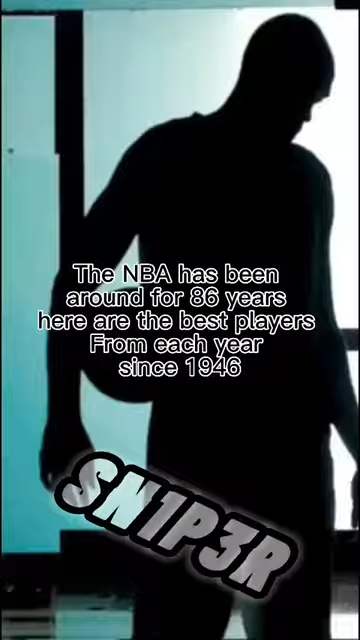 The NBA has been
around for 86 years
here are the best players
From each year
since 1946
SN1P3R